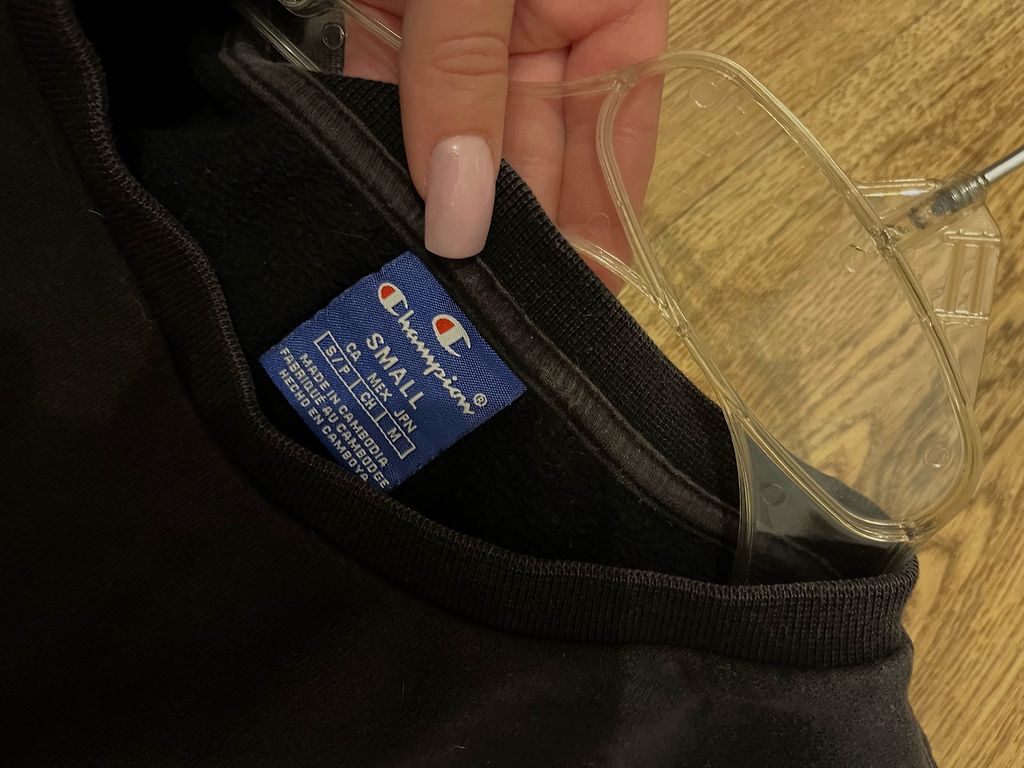 Champion®
SMALL
CA MEX JPN
S/P CH M
MADE IN CAMBODIA
FABRIQUÉ AU CAMBODGE
HECHO EN CAMBOYA